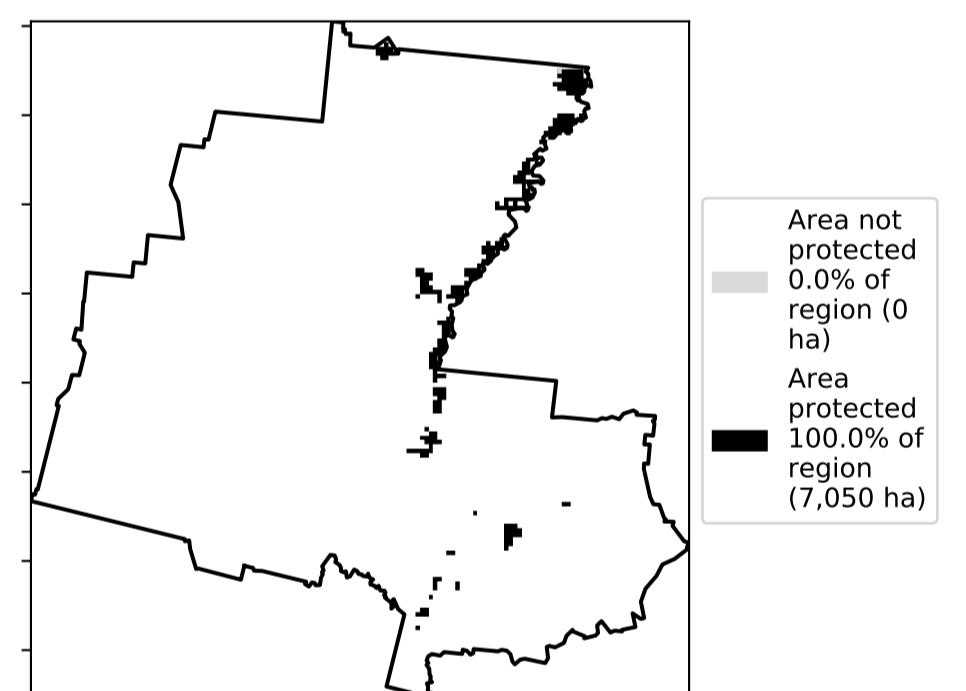 Area not
protected
0.0% of
region (0
ha)
Area
protected
100.0% of
region
(7,050 ha)